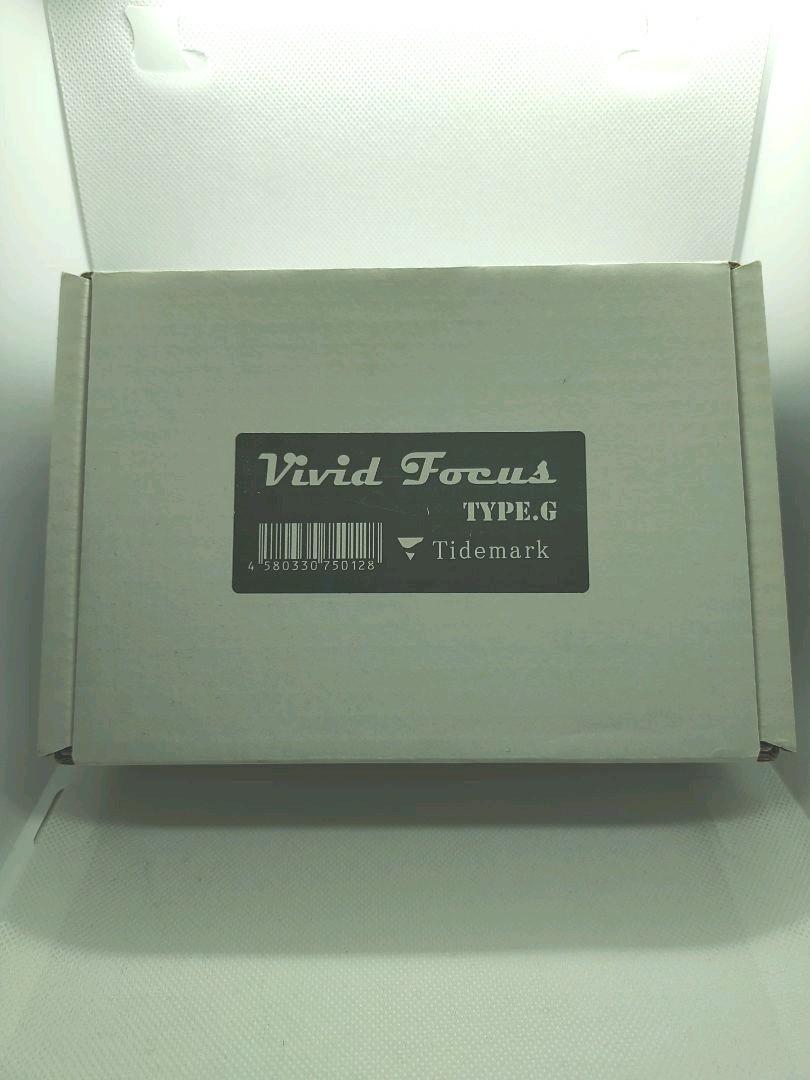 Vivid Focus
TYPE.G
4 580330 750128
Tidemark